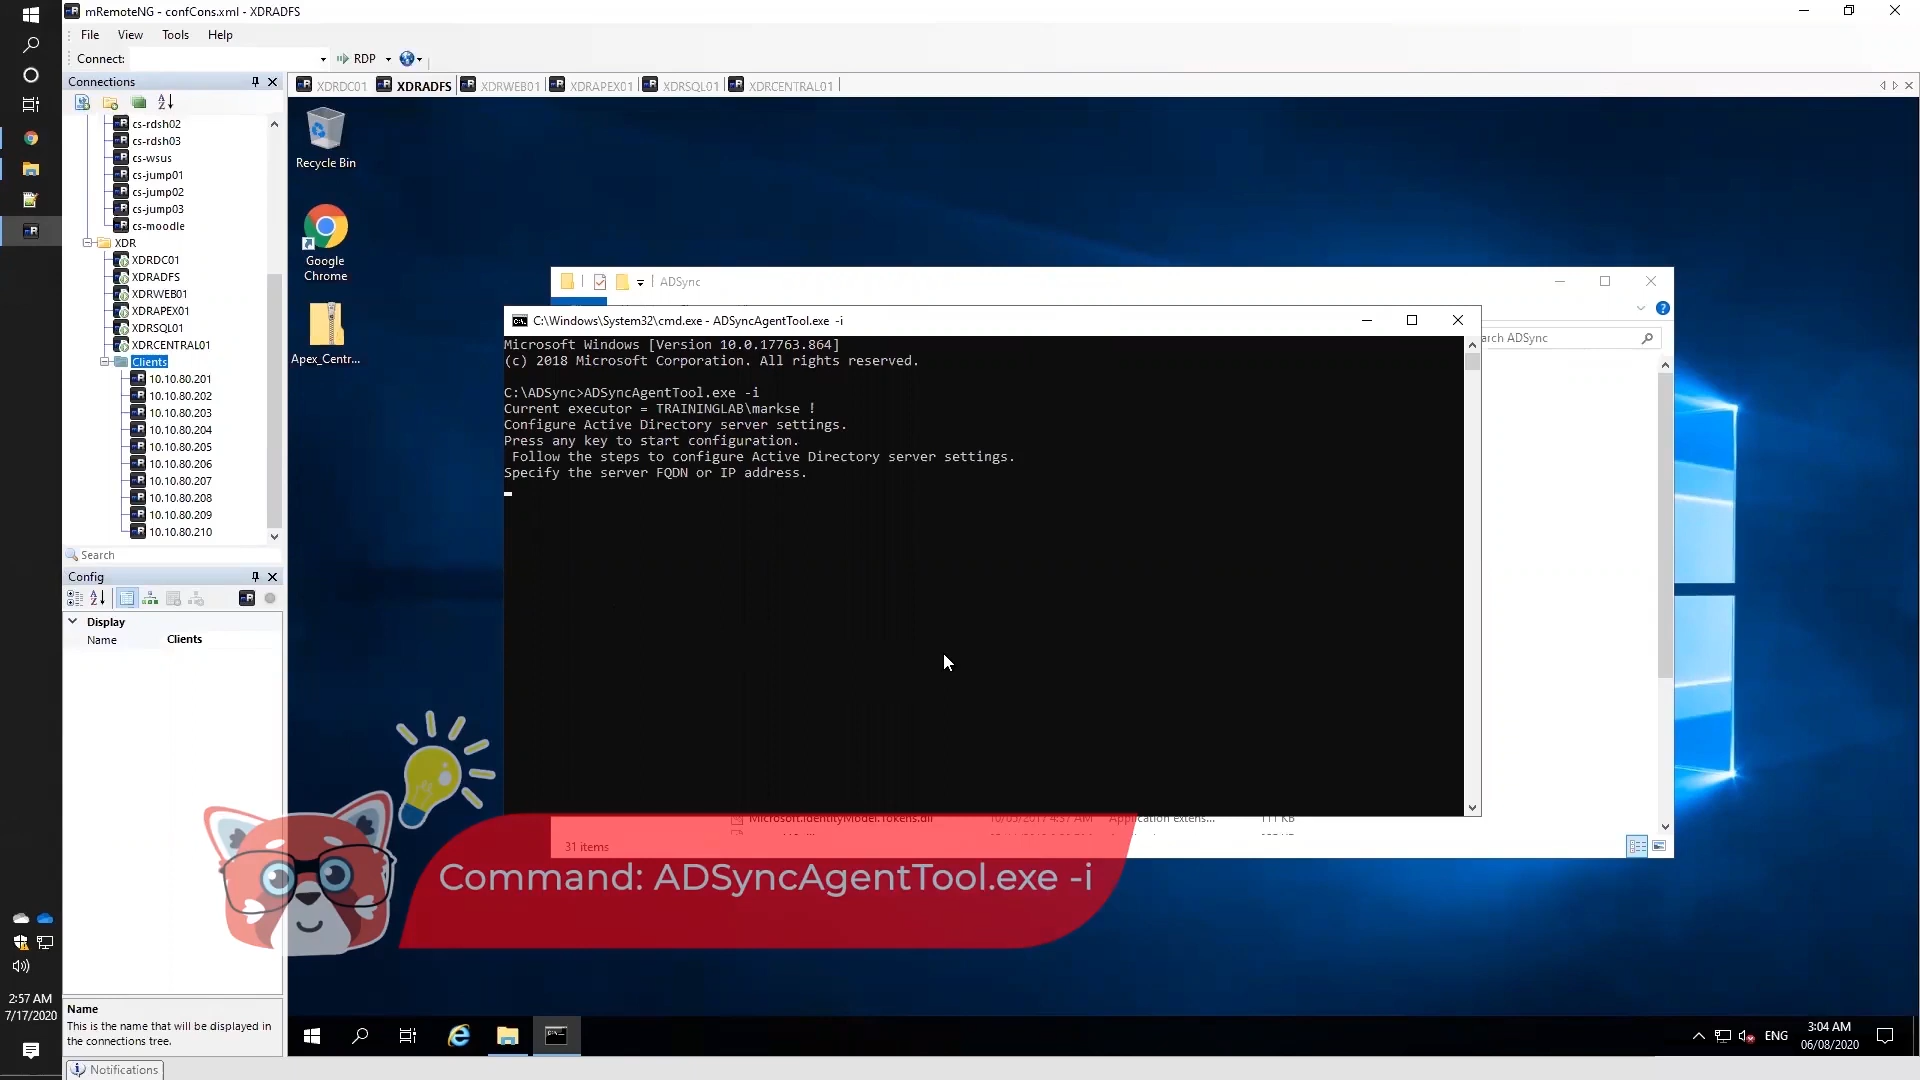 mRemoteNG - confCons.xml - XDRADFS
File View Tools Help
Connect: RDP
Connections
cs-rdsh02
cs-rdsh03
cs-wsus
cs-jump01
cs-jump02
cs-jump03
cs-moodle
XDR
XDRDC01
XDRADFS
XDRWEB01
XDRAPEX01
XDRSQL01
XDRCENTRAL01
Clients
10.10.80.201
10.10.80.202
10.10.80.203
10.10.80.204
10.10.80.205
10.10.80.206
10.10.80.207
10.10.80.208
10.10.80.209
10.10.80.210
Search
Config
Display
Name Clients
Name
This is the name that will be displayed in
the connections tree.
Notifications
2:57 AM
7/17/2020
XDRDC01 XDRADFS XDRWEB01 XDRAPEX01 XDRSQL01 XDRCENTRAL01
Recycle Bin
Google
Chrome
Apex_Centr...
ADSync
arch ADSync
C:\Windows\System32\cmd.exe - ADSyncAgentTool.exe -i
Microsoft Windows [Version 10.0.17763.864]
(c) 2018 Microsoft Corporation. All rights reserved.
C:\ADSync>ADSyncAgentTool.exe -i
Current executor = TRAININGLAB\markse !
Configure Active Directory server settings.
Press any key to start configuration.
Follow the steps to configure Active Directory server settings.
Specify the server FQDN or IP address.
Microsoft.IdentityModel.Tokens.dll Application extens... 111 KB
31 items
Command: ADSyncAgentTool.exe -i
ENG
3:04 AM
06/08/2020